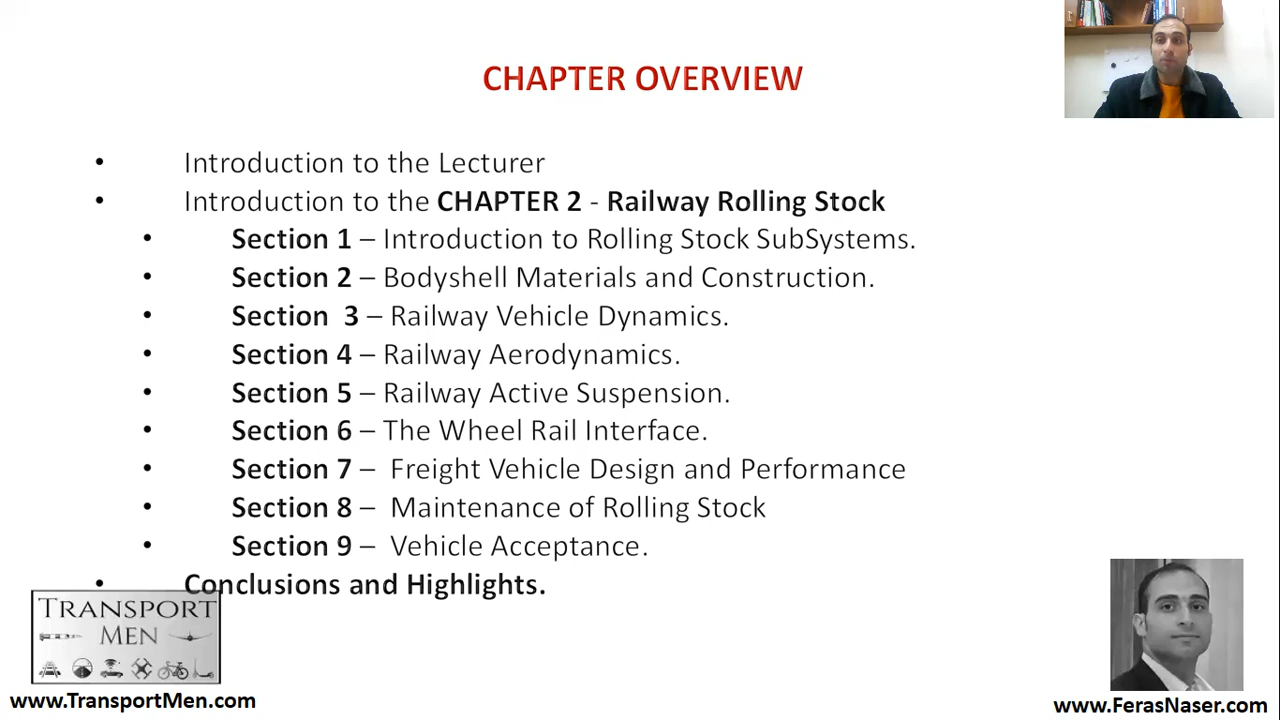 CHAPTER OVERVIEW
• Introduction to the Lecturer
• Introduction to the CHAPTER 2 - Railway Rolling Stock
• Section 1 – Introduction to Rolling Stock SubSystems.
• Section 2 – Bodyshell Materials and Construction.
• Section  3 – Railway Vehicle Dynamics.
• Section 4 – Railway Aerodynamics.
• Section 5 – Railway Active Suspension.
• Section 6 – The Wheel Rail Interface.
• Section 7 –  Freight Vehicle Design and Performance
• Section 8 –  Maintenance of Rolling Stock
• Section 9 –  Vehicle Acceptance.
• Conclusions and Highlights.
TRANSPORT
MEN
www.TransportMen.com
www.FerasNaser.com